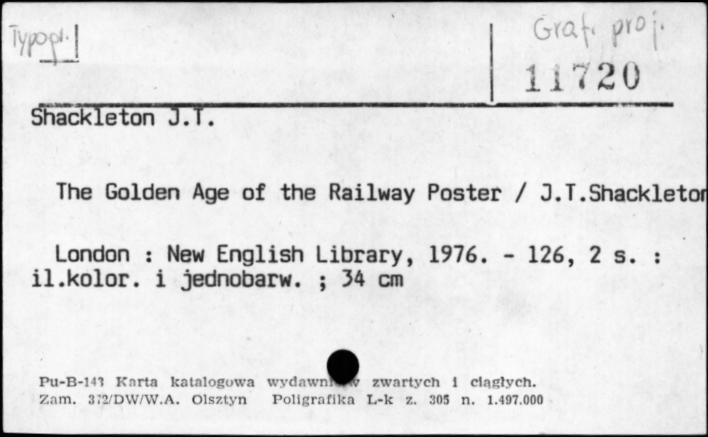 Typogr.
Graf. proj.
11720
Shackleton J.T.
The Golden Age of the Railway Poster / J.T.Shackleton
London : New English Library, 1976. - 126, 2 s. :
il.kolor. i jednobarw. ; 34 cm
Pu-B-143 Karta katalogowa zwartych i ciągłych.
Zam. 372/DW/W.A. Olsztyn Poligrafika L-k z. 305 n. 1.497.000